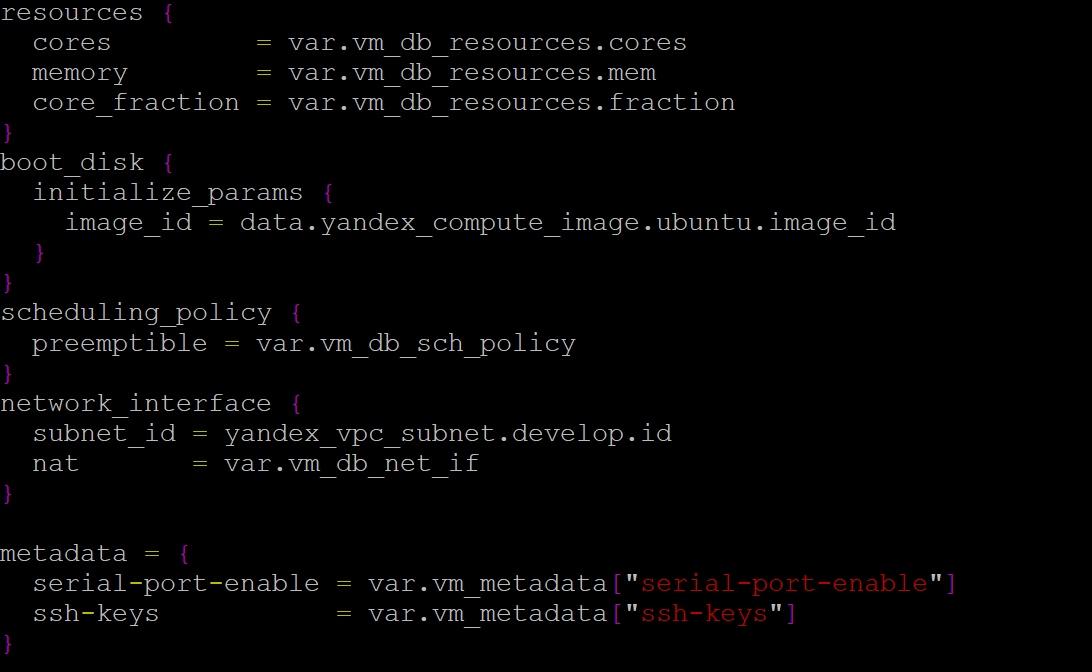 resources {
  cores         = var.vm_db_resources.cores
  memory        = var.vm_db_resources.mem
  core_fraction = var.vm_db_resources.fraction
}
boot_disk {
  initialize_params {
    image_id = data.yandex_compute_image.ubuntu.image_id
  }
}
scheduling_policy {
  preemptible = var.vm_db_sch_policy
}
network_interface {
  subnet_id = yandex_vpc_subnet.develop.id
  nat       = var.vm_db_net_if
}

metadata = {
  serial-port-enable = var.vm_metadata["serial-port-enable"]
  ssh-keys           = var.vm_metadata["ssh-keys"]
}